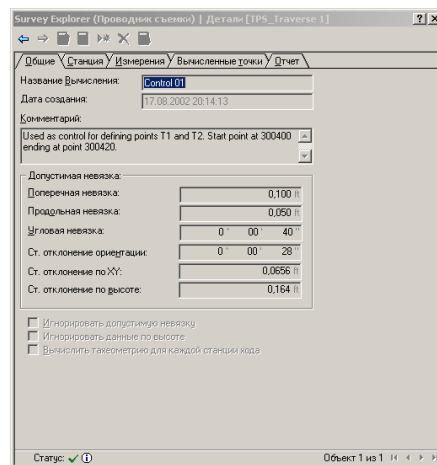 Survey Explorer (Проводник съемки) | Детали [TPS_Traverse 1]
Общие Станция Измерения Вычисленные точки Отчет
Название Вычисления: Control 01
Дата создания: 17.08.2002 20:14:13
Комментарий:
Used as control for defining points T1 and T2. Start point at 300400
ending at point 300420.
Допустимая невязка:
Поперечная невязка: 0,100 ft
Продольная невязка: 0,050 ft
Угловая невязка: 0 ° 00 ' 40 "
Ст. отклонение ориентации: 0 ° 00 ' 28 "
Ст. отклонение по XY: 0,0656 ft
Ст. отклонение по высоте: 0,164 ft
Игнорировать допустимую невязку
Игнорировать данные по высоте
Вычислить тахеометрию для каждой станции хода
Статус: Объект 1 из 1